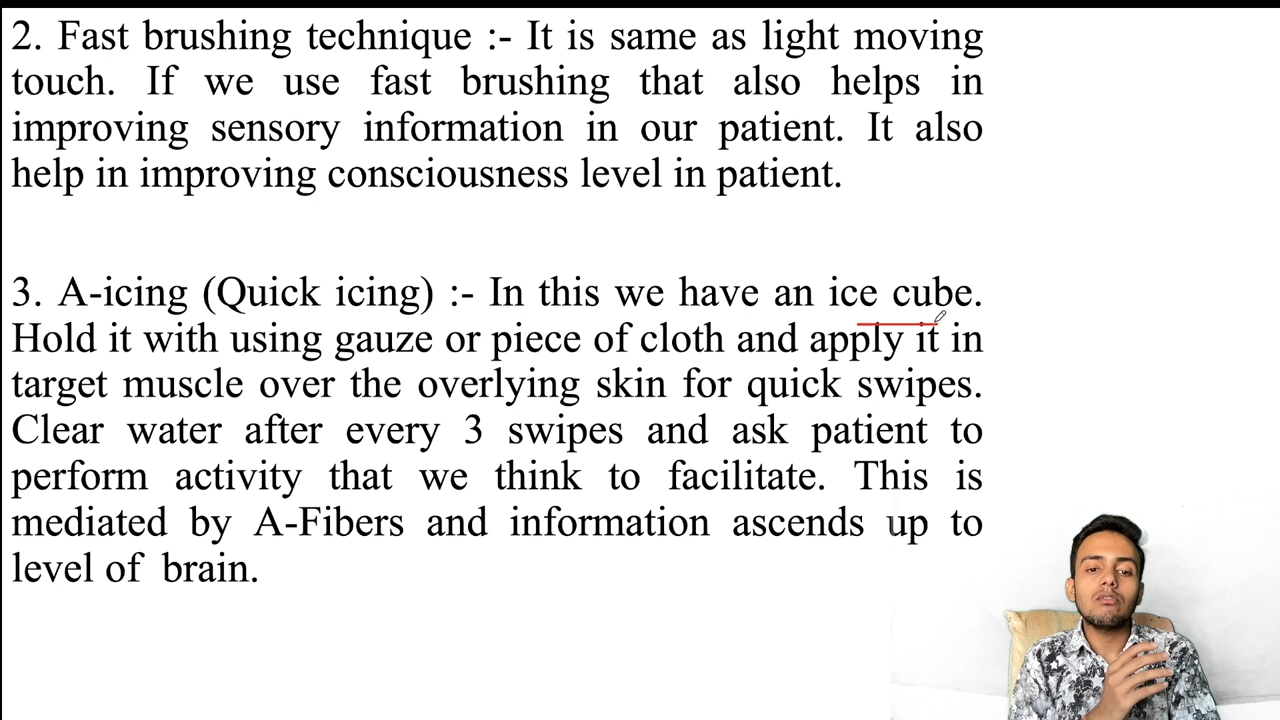 2. Fast brushing technique :- It is same as light moving
touch. If we use fast brushing that also helps in
improving sensory information in our patient. It also
help in improving consciousness level in patient.
3. A-icing (Quick icing) :- In this we have an ice cube.
Hold it with using gauze or piece of cloth and apply it in
target muscle over the overlying skin for quick swipes.
Clear water after every 3 swipes and ask patient to
perform activity that we think to facilitate. This is
mediated by A-Fibers and information ascends up to
level of brain.